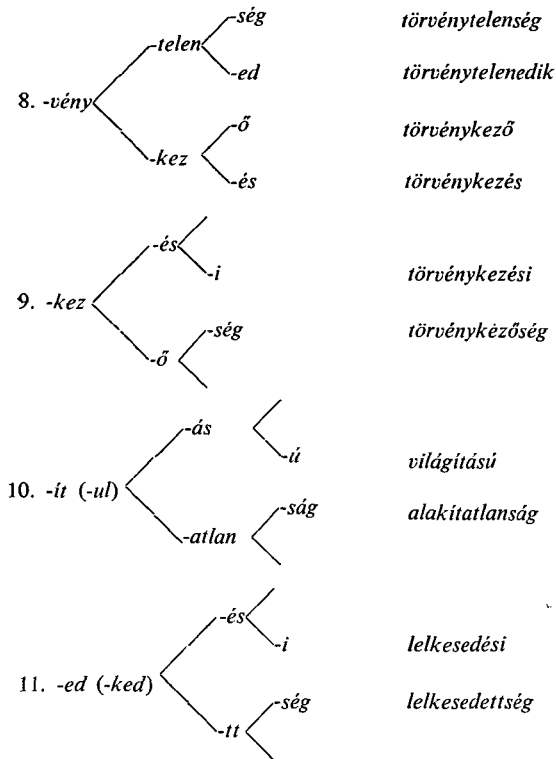 -ség törvénytelenség
-telen
-ed törvénytelenedik
8. -vény
-ő törvénykező
-kez
-és törvénykezés
-és
-i törvénykezési
9. -kez
-ség törvénykezőség
-ő
-ás
-ú világítású
10. -ít (-ul)
-ság alakítatlanság
-atlan
-és
-i lelkesedési
11. -ed (-ked)
-ség lelkesedettség
-tt